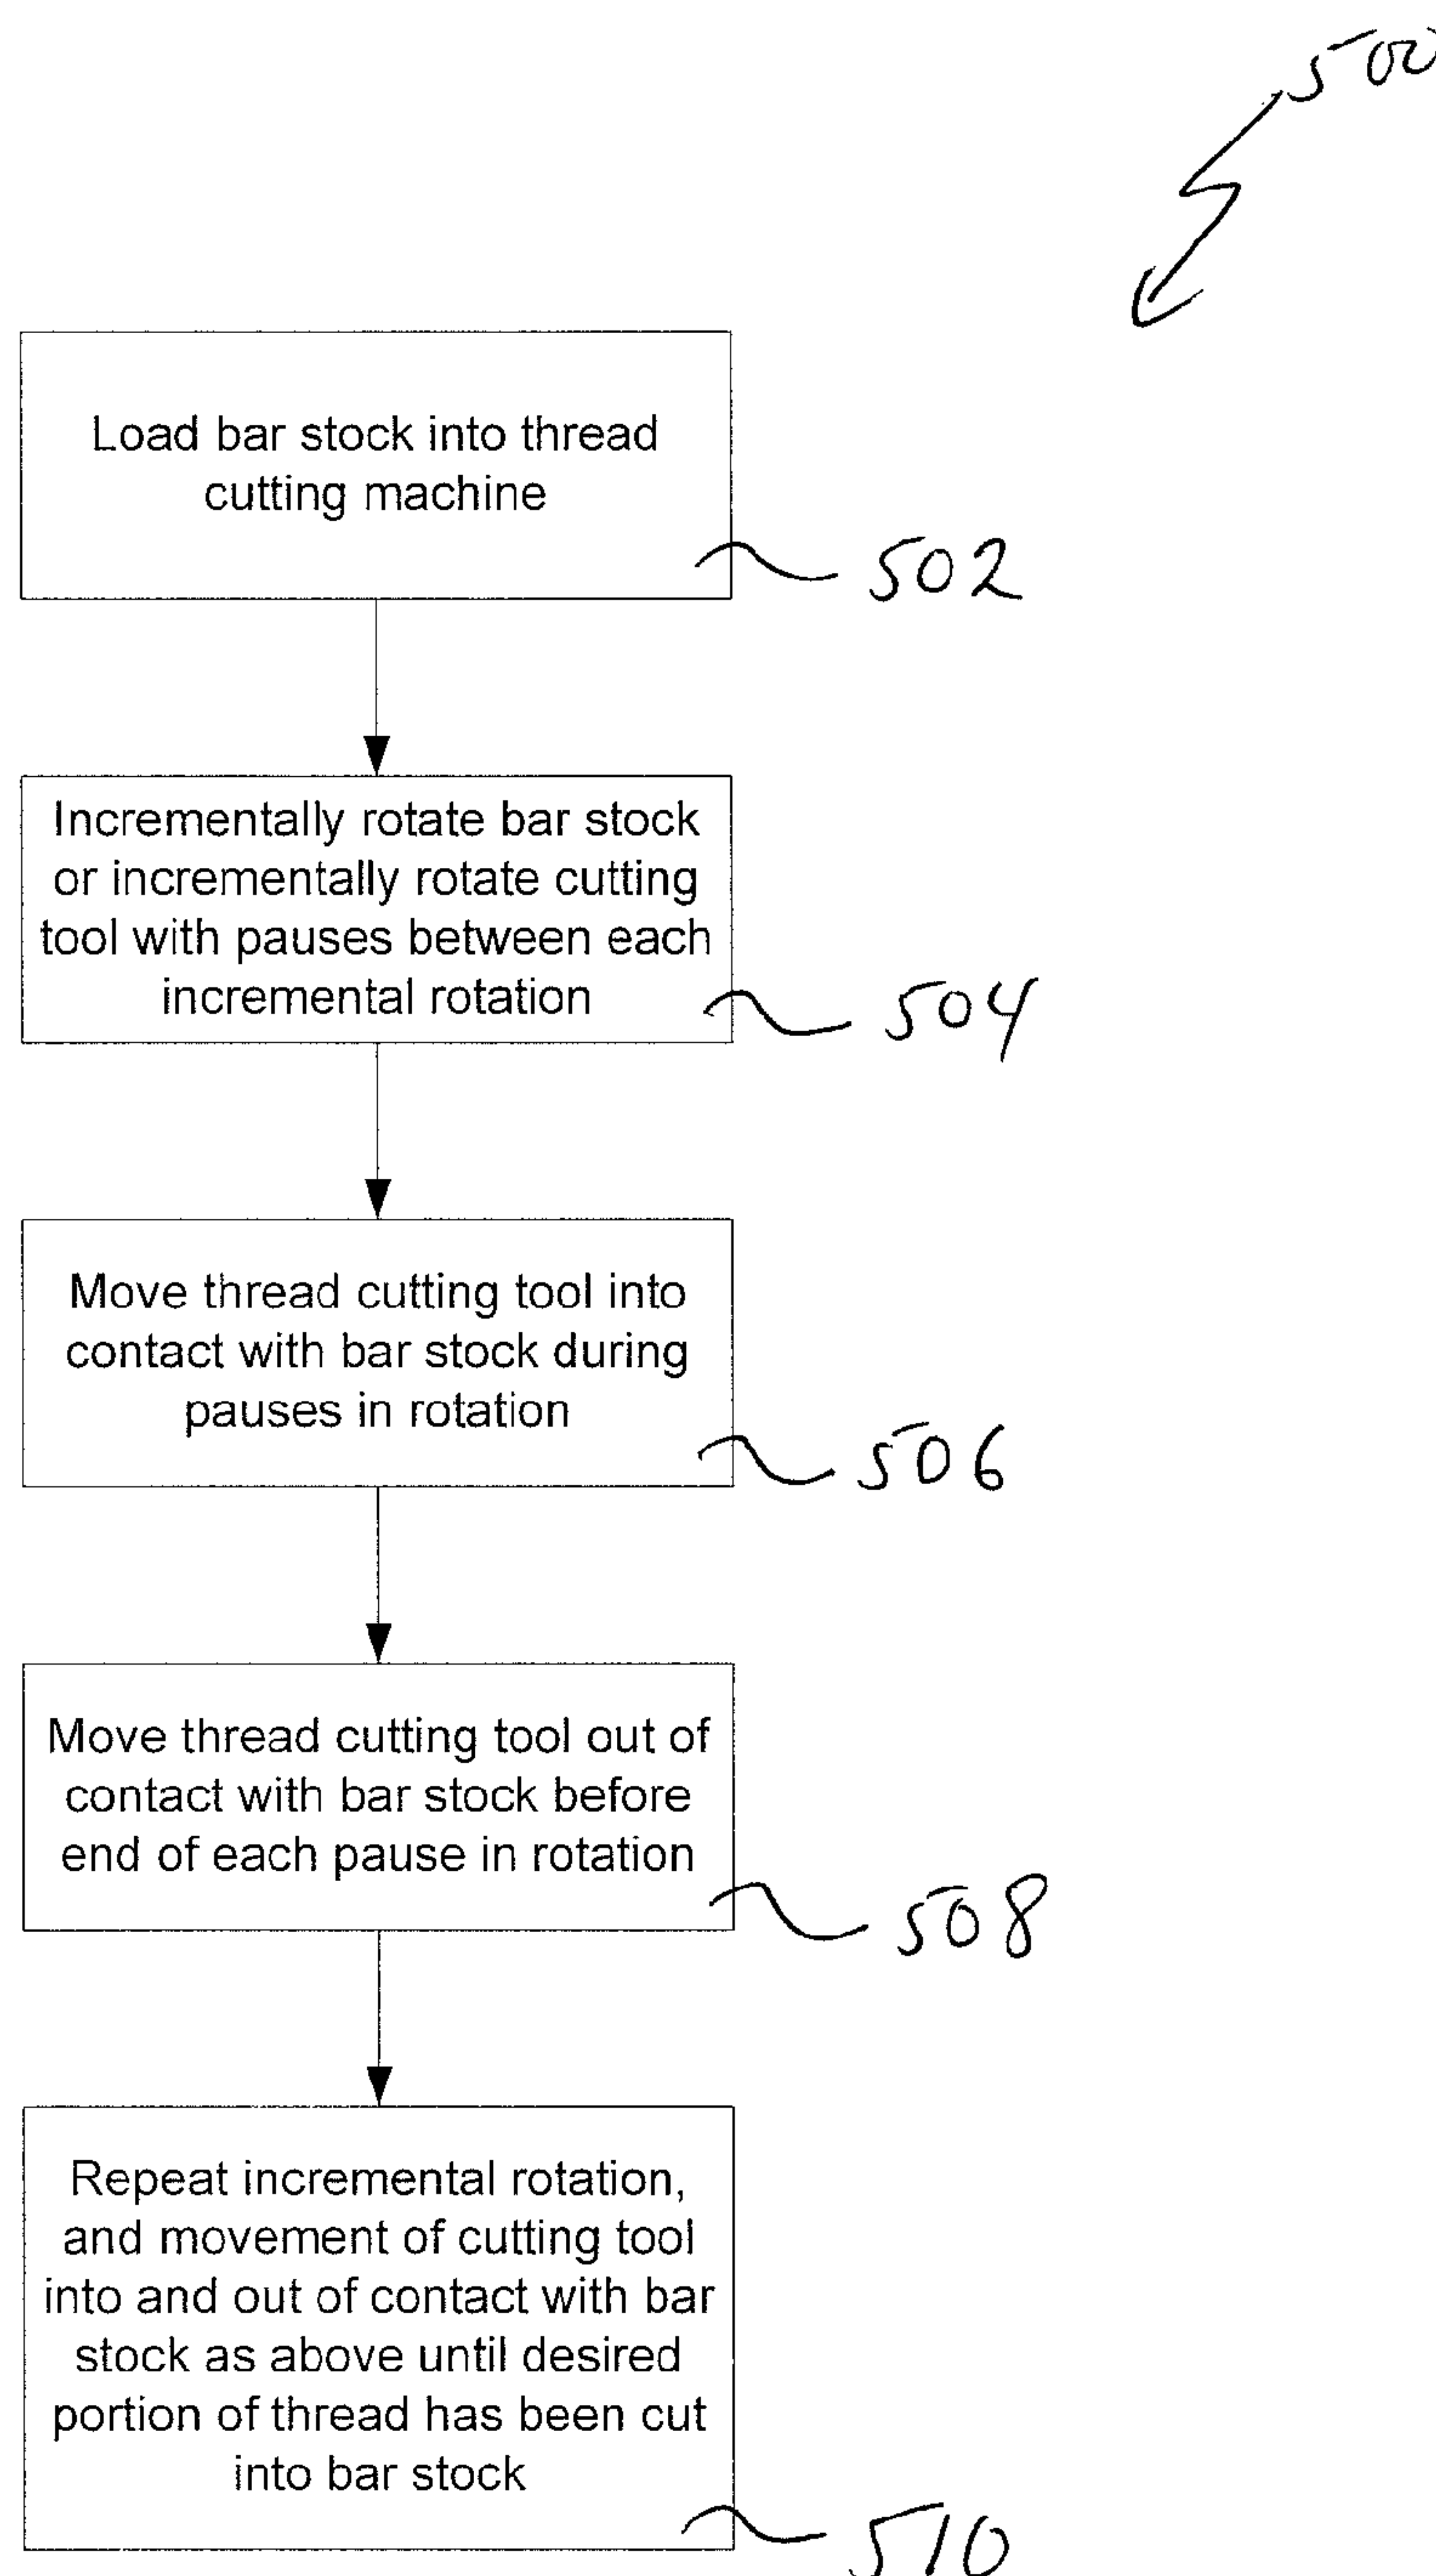 500
Load bar stock into thread
cutting machine
502
Incrementally rotate bar stock
or incrementally rotate cutting
tool with pauses between each
incremental rotation
504
Move thread cutting tool into
contact with bar stock during
pauses in rotation
506
Move thread cutting tool out of
contact with bar stock before
end of each pause in rotation
508
Repeat incremental rotation,
and movement of cutting tool
into and out of contact with bar
stock as above until desired
portion of thread has been cut
into bar stock
510